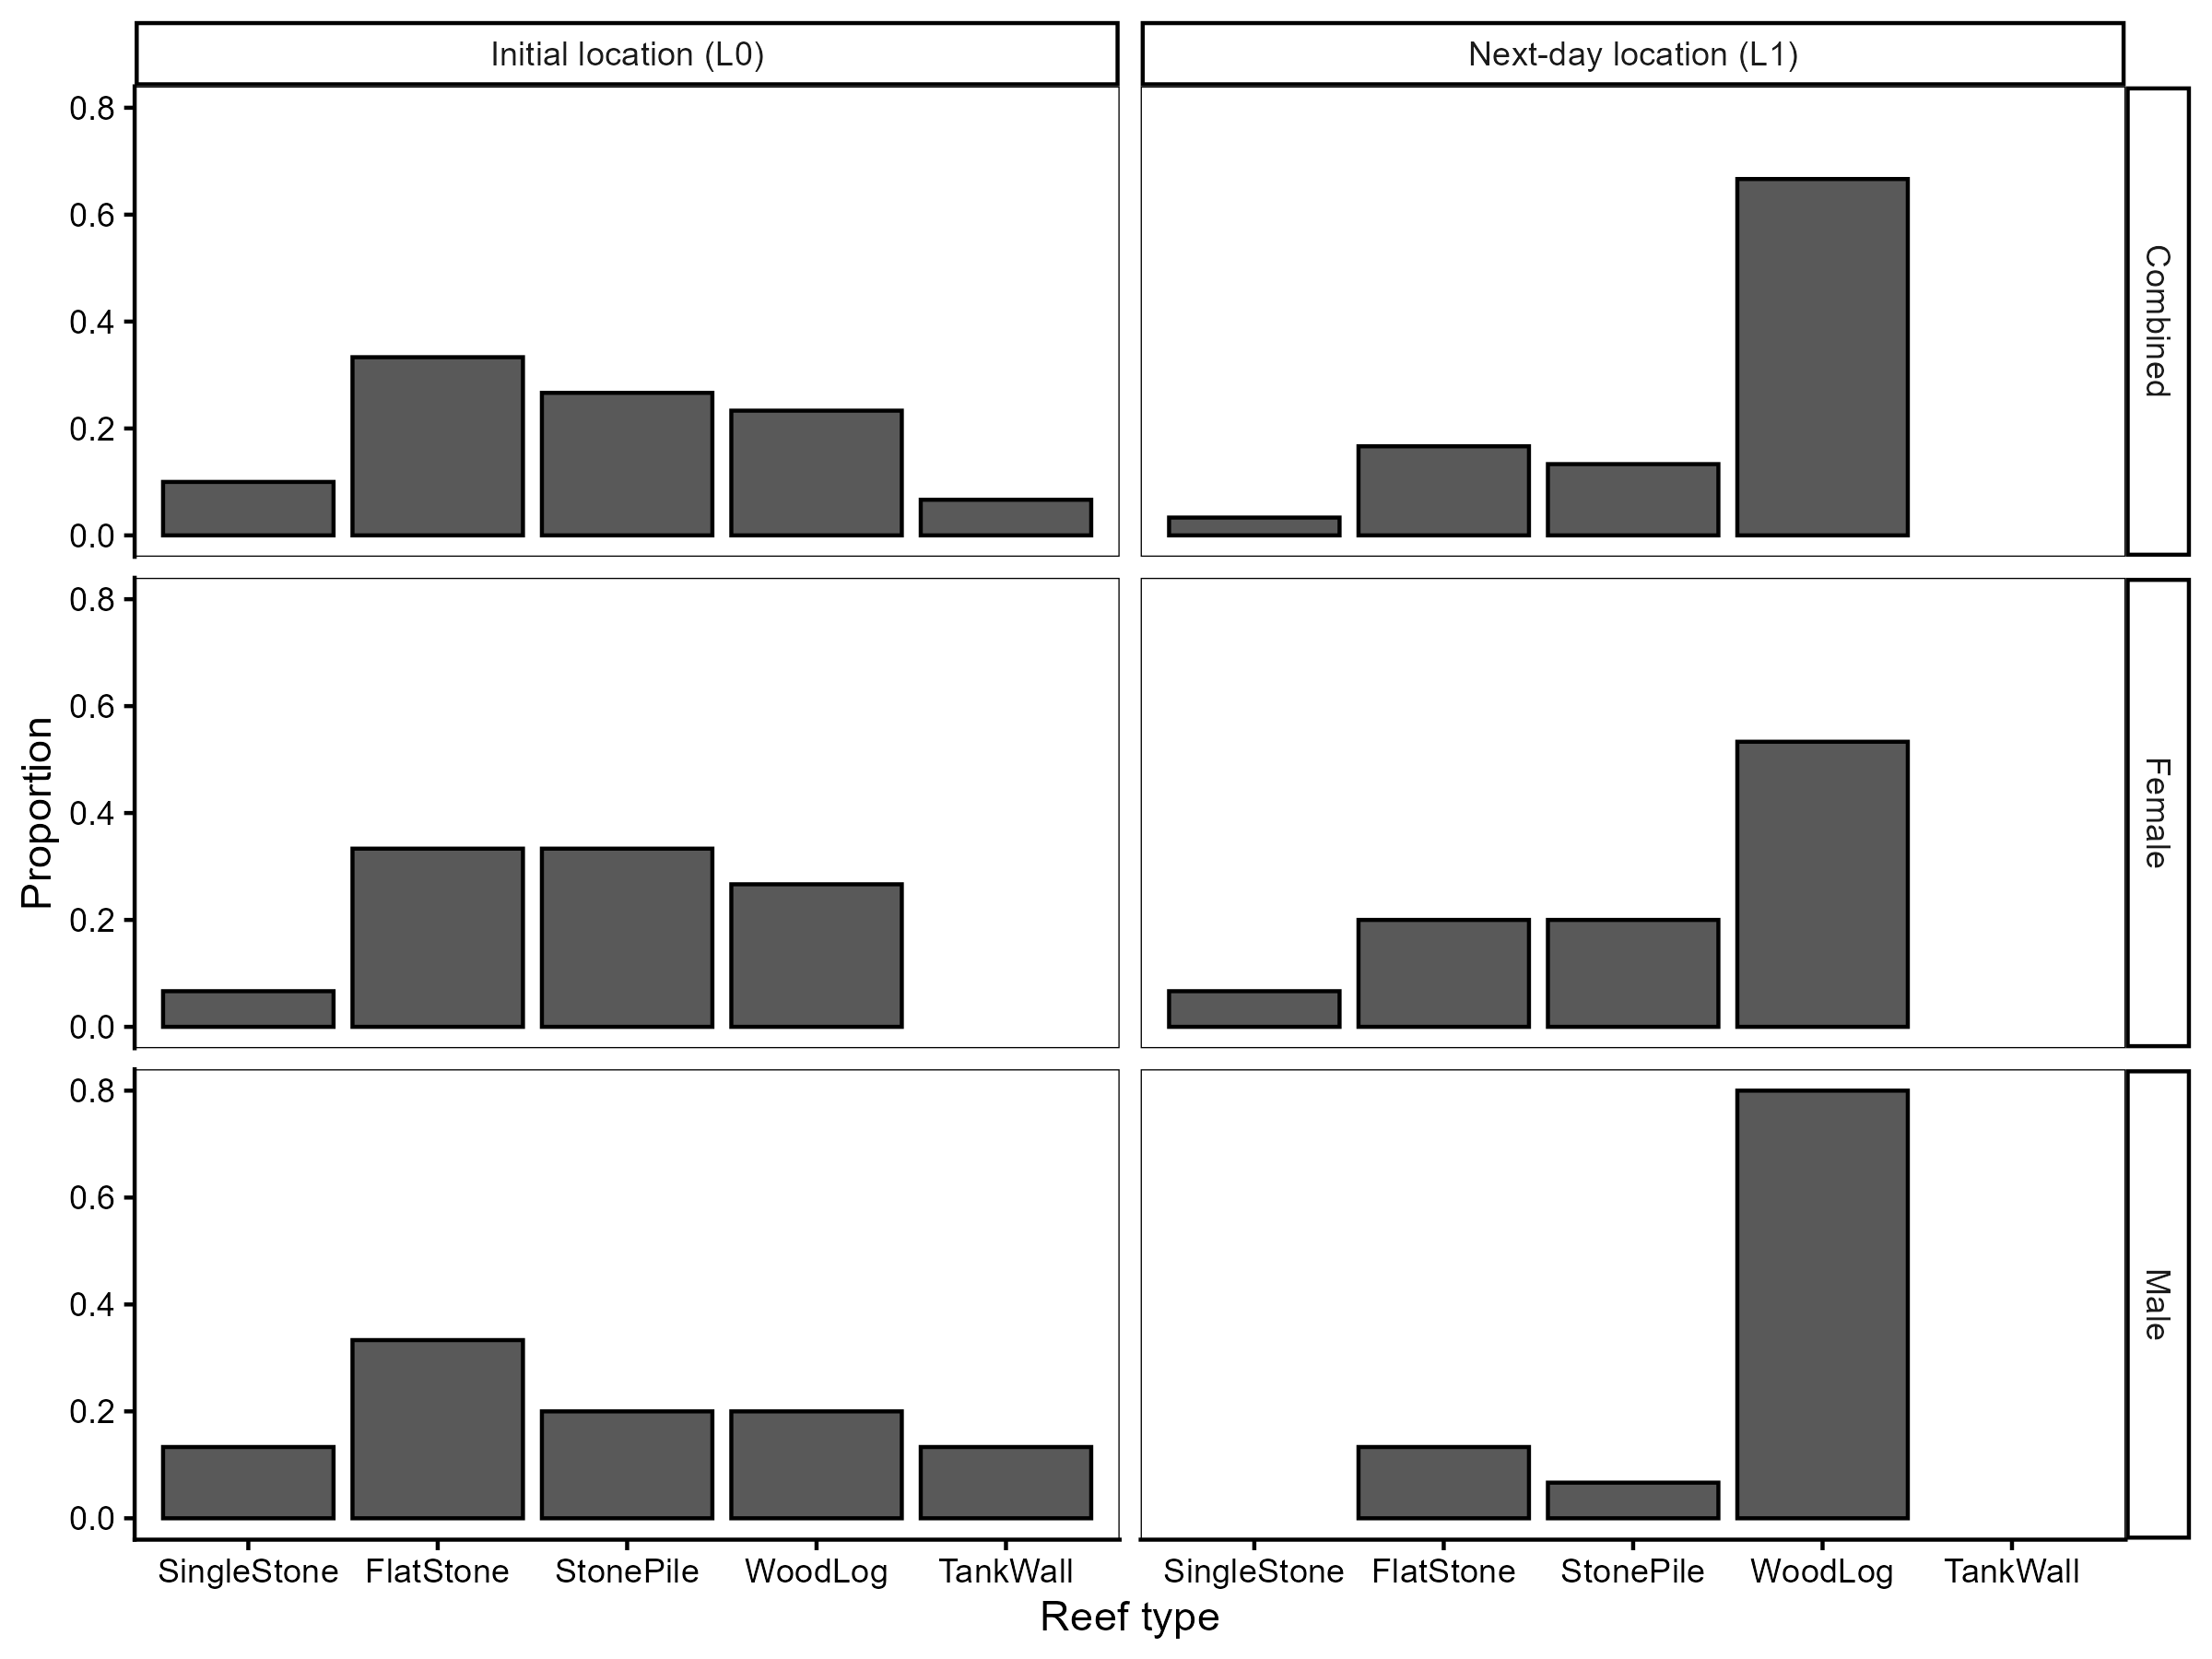 Initial location (L0)
Next-day location (L1)
0.8
0.6
0.4
0.2
0.0
Combined
0.8
0.6
0.4
0.2
0.0
Female
0.8
0.6
0.4
0.2
0.0
Male
Proportion
SingleStone FlatStone StonePile WoodLog TankWall
SingleStone FlatStone StonePile WoodLog TankWall
Reef type